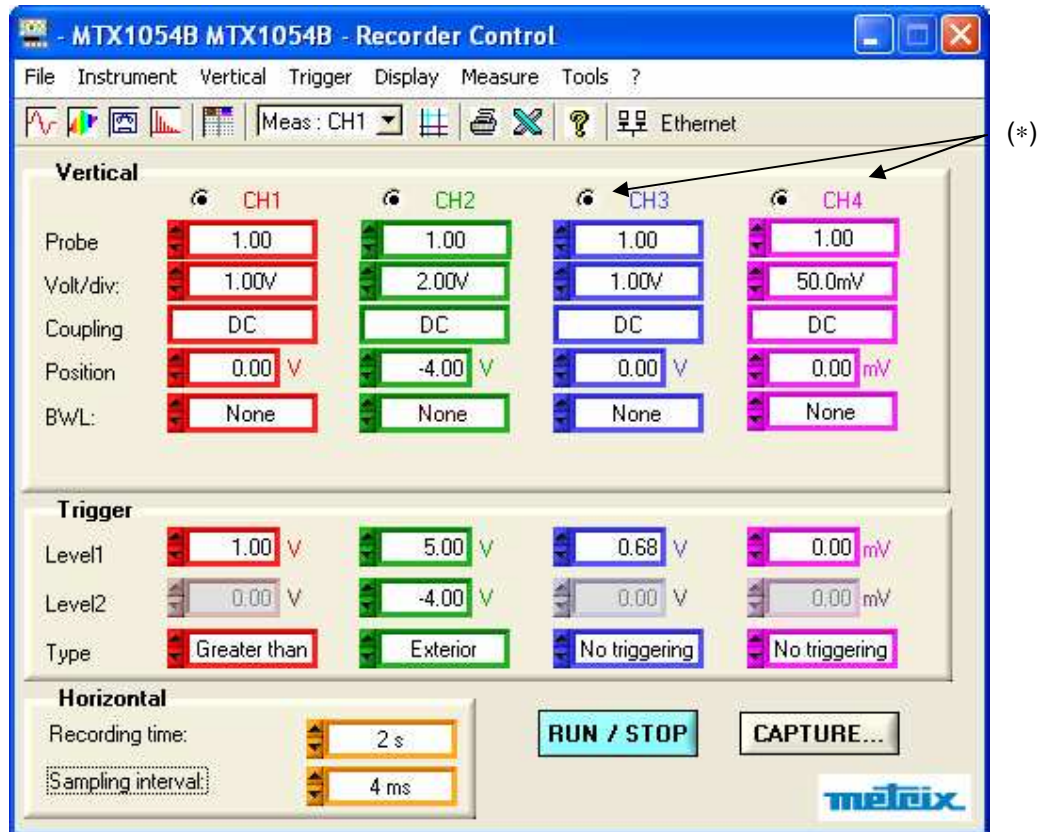 - MTX1054B MTX1054B - Recorder Control
File Instrument Vertical Trigger Display Measure Tools ?
Meas : CH1 Ethernet
(*)
Vertical
CH1 CH2 CH3 CH4
Probe 1.00 1.00 1.00 1.00
Volt/div: 1.00V 2.00V 1.00V 50.0mV
Coupling DC DC DC DC
Position 0.00 V -4.00 V 0.00 V 0.00 mV
BWL: None None None None
Trigger
Level1 1.00 V 5.00 V 0.68 V 0.00 mV
Level2 0.00 V -4.00 V 0.00 V 0.00 mV
Type Greater than Exterior No triggering No triggering
Horizontal
Recording time: 2 s
Sampling interval: 4 ms
RUN / STOP CAPTURE...
metrix